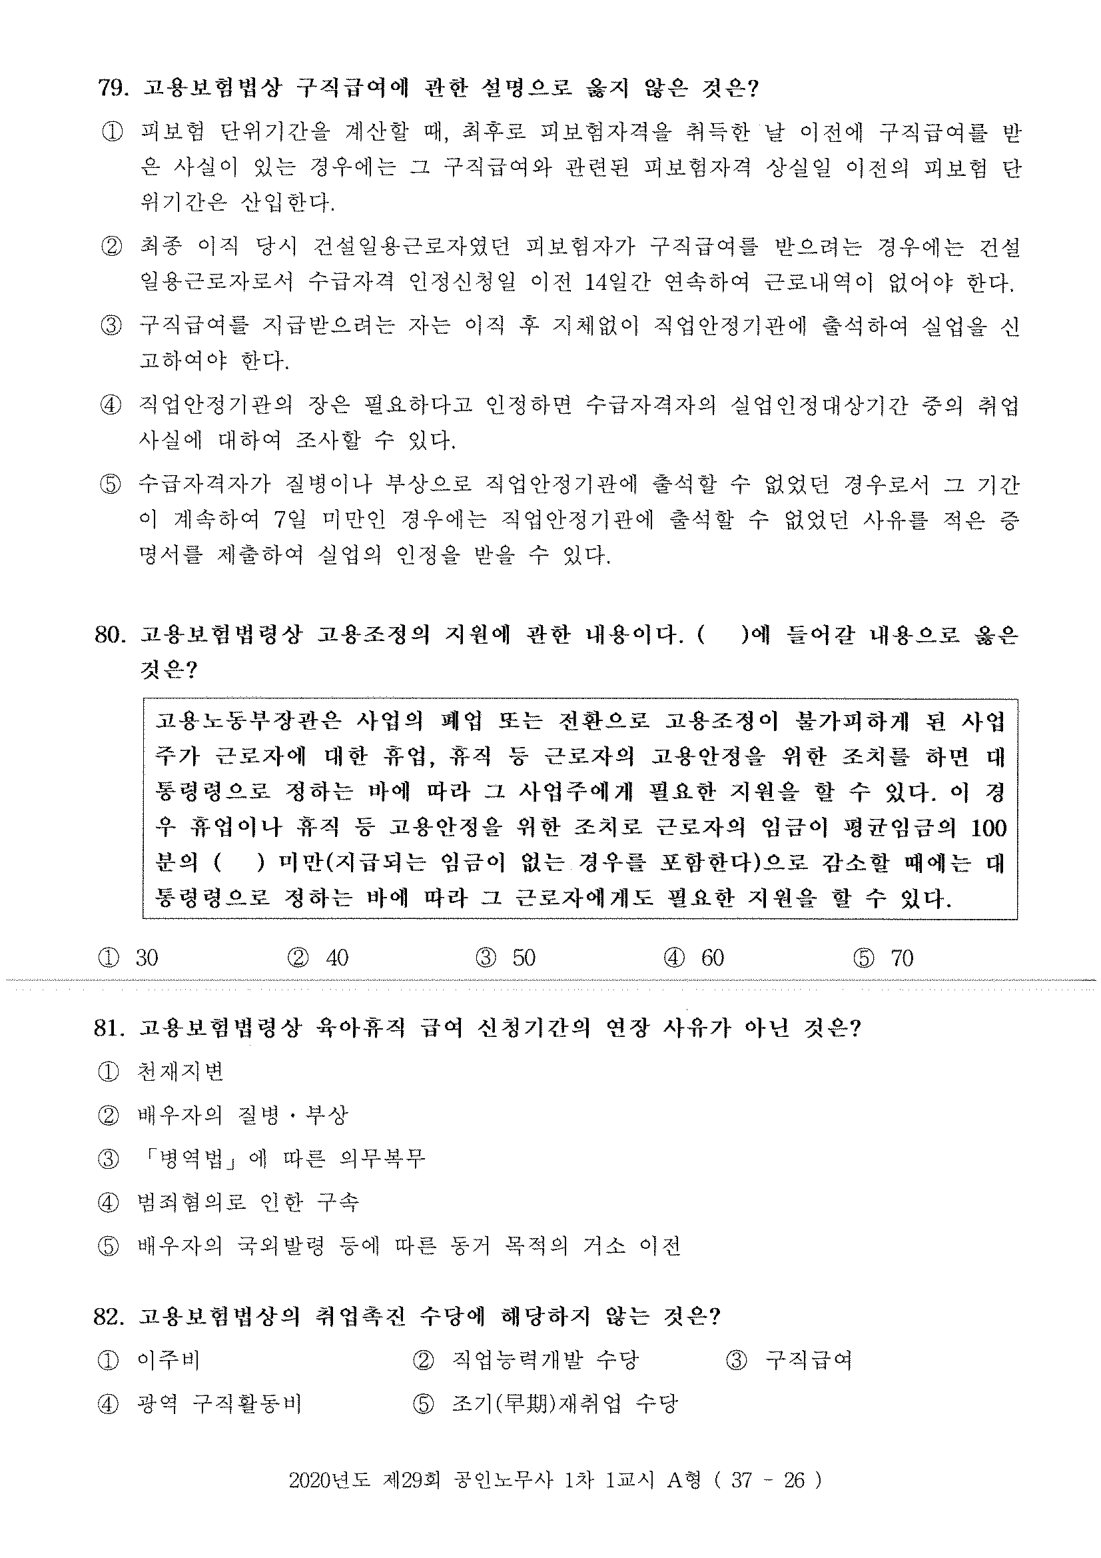 79. 고용보험법상 구직급여에 관한 설명으로 옳지 않은 것은?
① 피보험 단위기간을 계산할 때, 최후로 피보험자격을 취득한 날 이전에 구직급여를 받
은 사실이 있는 경우에는 그 구직급여와 관련된 피보험자격 상실일 이전의 피보험 단
위기간은 산입한다.
② 최종 이직 당시 건설일용근로자였던 피보험자가 구직급여를 받으려는 경우에는 건설
일용근로자로서 수급자격 인정신청일 이전 14일간 연속하여 근로내역이 없어야 한다.
③ 구직급여를 지급받으려는 자는 이직 후 지체없이 직업안정기관에 출석하여 실업을 신
고하여야 한다.
④ 직업안정기관의 장은 필요하다고 인정하면 수급자격자의 실업인정대상기간 중의 취업
사실에 대하여 조사할 수 있다.
⑤ 수급자격자가 질병이나 부상으로 직업안정기관에 출석할 수 없었던 경우로서 그 기간
이 계속하여 7일 미만인 경우에는 직업안정기관에 출석할 수 없었던 사유를 적은 증
명서를 제출하여 실업의 인정을 받을 수 있다.
80. 고용보험법령상 고용조정의 지원에 관한 내용이다. (   )에 들어갈 내용으로 옳은
것은?
고용노동부장관은 사업의 폐업 또는 전환으로 고용조정이 불가피하게 된 사업
주가 근로자에 대한 휴업, 휴직 등 근로자의 고용안정을 위한 조치를 하면 대
통령령으로 정하는 바에 따라 그 사업주에게 필요한 지원을 할 수 있다. 이 경
우 휴업이나 휴직 등 고용안정을 위한 조치로 근로자의 임금이 평균임금의 100
분의 (   ) 미만(지급되는 임금이 없는 경우를 포함한다)으로 감소할 때에는 대
통령령으로 정하는 바에 따라 그 근로자에게도 필요한 지원을 할 수 있다.
① 30 ② 40 ③ 50 ④ 60 ⑤ 70
81. 고용보험법령상 육아휴직 급여 신청기간의 연장 사유가 아닌 것은?
① 천재지변
② 배우자의 질병·부상
③ 「병역법」에 따른 의무복무
④ 범죄혐의로 인한 구속
⑤ 배우자의 국외발령 등에 따른 동거 목적의 거소 이전
82. 고용보험법상의 취업촉진 수당에 해당하지 않는 것은?
① 이주비 ② 직업능력개발 수당 ③ 구직급여
④ 광역 구직활동비 ⑤ 조기(早期)재취업 수당
2020년도 제29회 공인노무사 1차 1교시 A형 ( 37 - 26 )